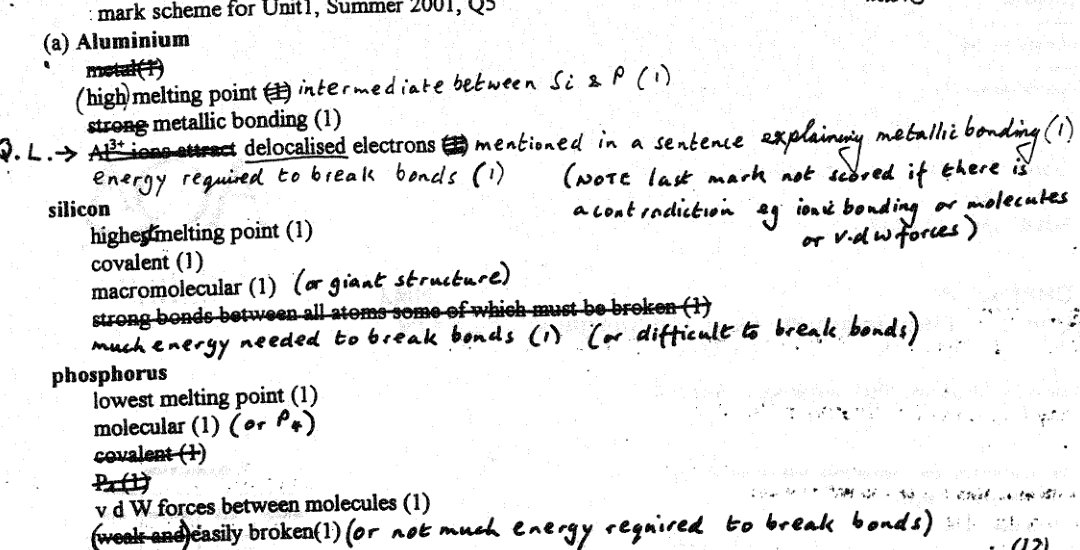 : mark scheme for Unit1, Summer 2001, Q5
(a) Aluminium
metal(1)
(high) melting point (1) intermediate between Si & P (1)
strong metallic bonding (1)
Q.L. → Al3+ ions attract delocalised electrons (1) mentioned in a sentence explaining metallic bonding (1)
energy required to break bonds (1) (NOTE last mark not scored if there is
a contradiction eg ionic bonding or molecules
or v.d w forces)
silicon
highest melting point (1)
covalent (1)
macromolecular (1) (or giant structure)
strong bonds between all atoms some of which must be broken (1)
much energy needed to break bonds (1) (or difficult to break bonds)
phosphorus
lowest melting point (1)
molecular (1) (or P4)
covalent (1)
P4 (1)
v d W forces between molecules (1)
(weak and) easily broken(1) (or not much energy required to break bonds)
(12)